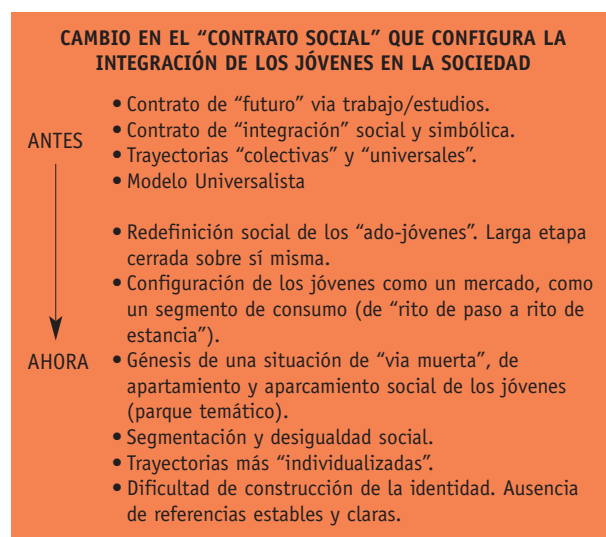 CAMBIO EN EL “CONTRATO SOCIAL” QUE CONFIGURA LA
INTEGRACIÓN DE LOS JÓVENES EN LA SOCIEDAD
ANTES
• Contrato de “futuro” via trabajo/estudios.
• Contrato de “integración” social y simbólica.
• Trayectorias “colectivas” y “universales”.
• Modelo Universalista
• Redefinición social de los “ado-jóvenes”. Larga etapa
cerrada sobre sí misma.
• Configuración de los jóvenes como un mercado, como
un segmento de consumo (de “rito de paso a rito de
estancia”).
AHORA
• Génesis de una situación de “via muerta”, de
apartamiento y aparcamiento social de los jóvenes
(parque temático).
• Segmentación y desigualdad social.
• Trayectorias más “individualizadas”.
• Dificultad de construcción de la identidad. Ausencia
de referencias estables y claras.